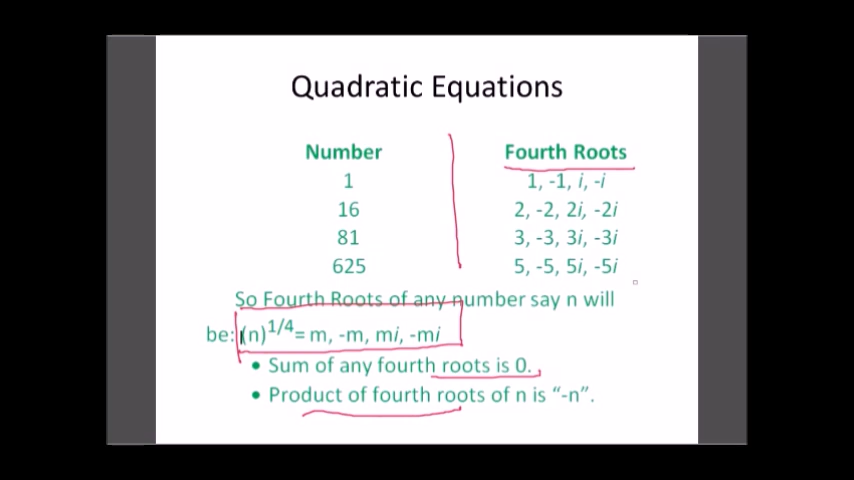 Quadratic Equations
Number Fourth Roots
1 1, -1, i, -i
16 2, -2, 2i, -2i
81 3, -3, 3i, -3i
625 5, -5, 5i, -5i
So Fourth Roots of any number say n will
be: (n)^1/4= m, -m, mi, -mi
• Sum of any fourth roots is 0.
• Product of fourth roots of n is “-n”.